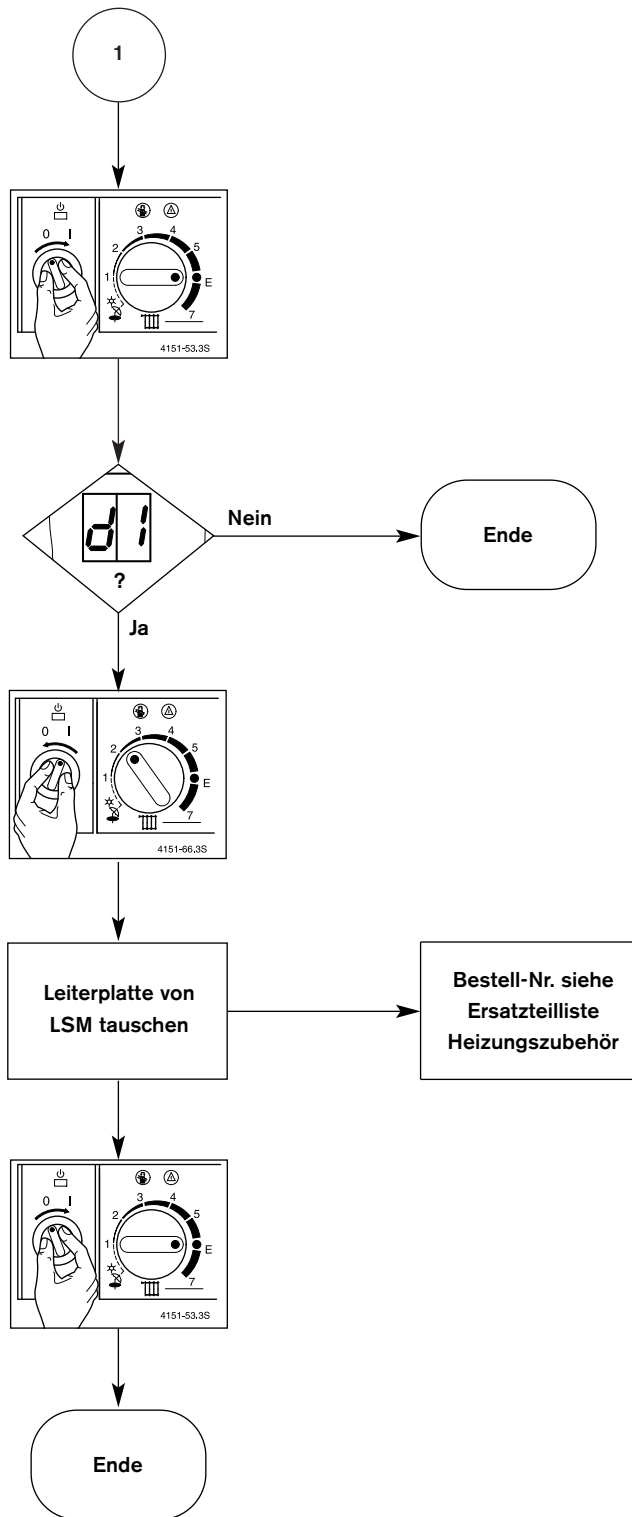 1
0 I
1 2 3 4 5 E 7
4151-53.3S
d1
?
Nein
Ende
Ja
0 I
1 2 3 4 5 E 7
4151-66.3S
Leiterplatte von
LSM tauschen
Bestell-Nr. siehe
Ersatzteilliste
Heizungszubehör
0 I
1 2 3 4 5 E 7
4151-53.3S
Ende